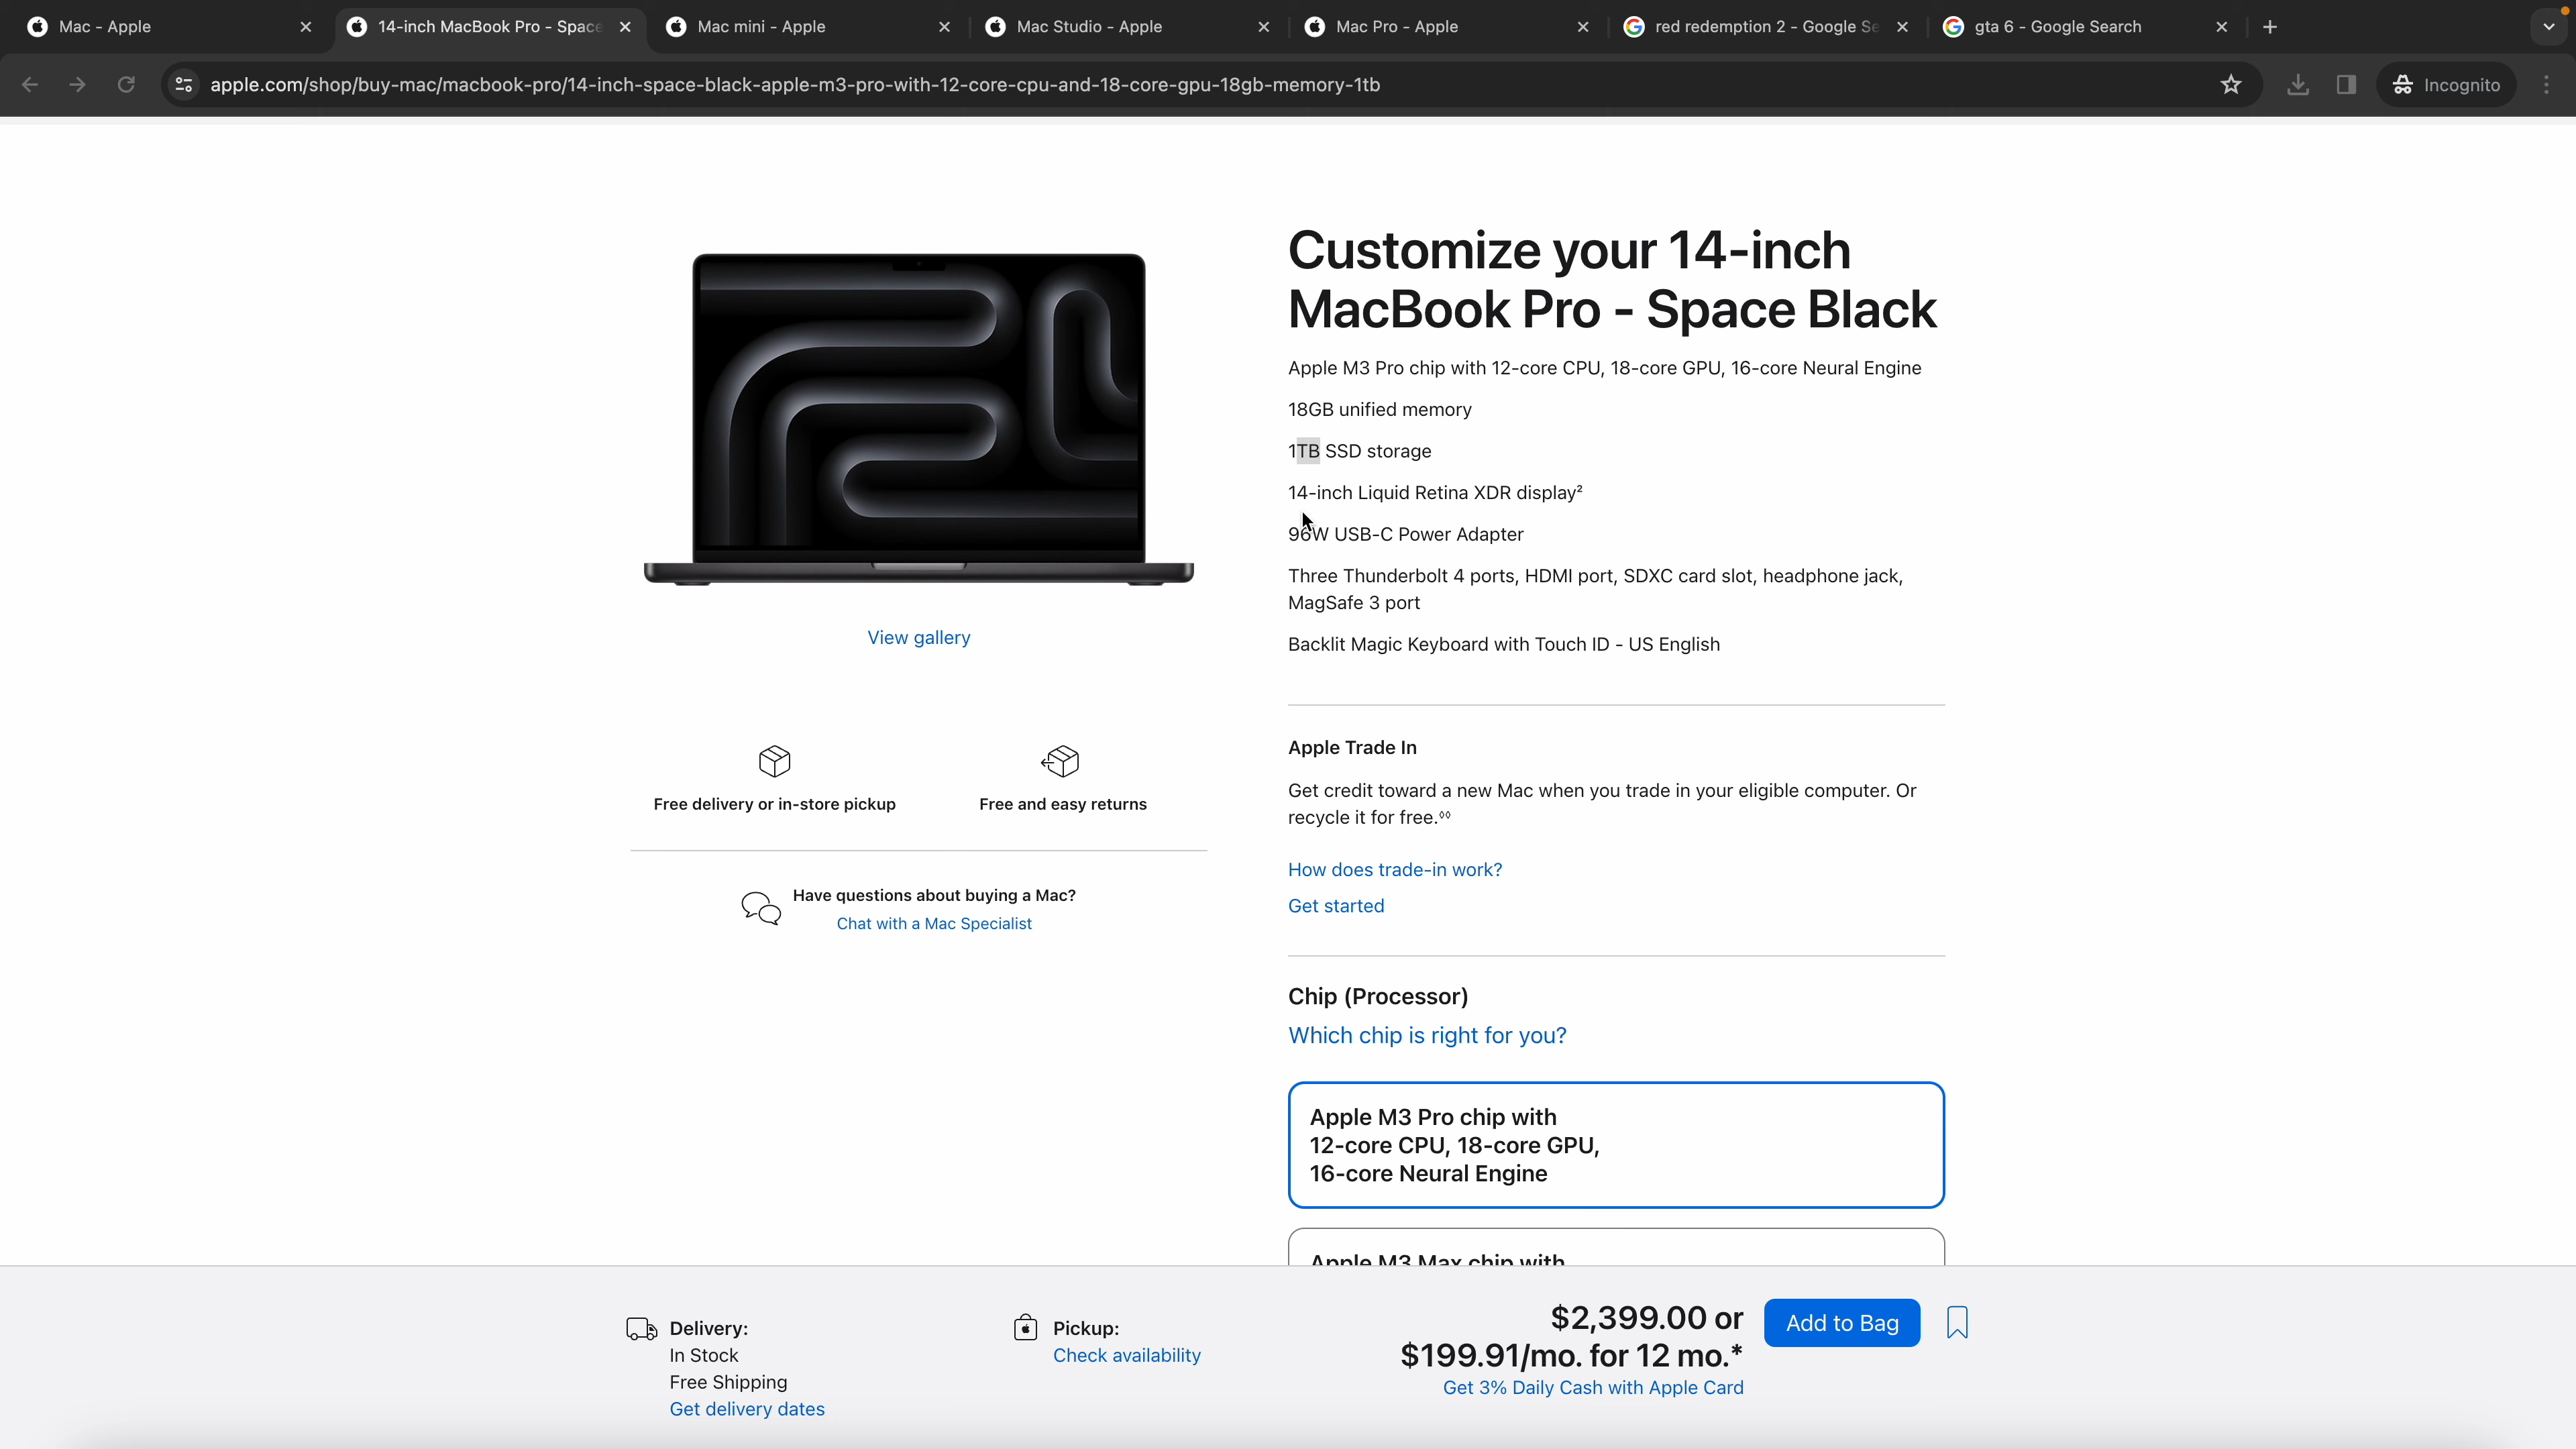 Mac - Apple
14-inch MacBook Pro - Space
Mac mini - Apple
Mac Studio - Apple
Mac Pro - Apple
red redemption 2 - Google Se
gta 6 - Google Search
apple.com/shop/buy-mac/macbook-pro/14-inch-space-black-apple-m3-pro-with-12-core-cpu-and-18-core-gpu-18gb-memory-1tb
Incognito
Customize your 14-inch
MacBook Pro - Space Black
Apple M3 Pro chip with 12-core CPU, 18-core GPU, 16-core Neural Engine
18GB unified memory
1TB SSD storage
14-inch Liquid Retina XDR display²
96W USB-C Power Adapter
Three Thunderbolt 4 ports, HDMI port, SDXC card slot, headphone jack,
MagSafe 3 port
Backlit Magic Keyboard with Touch ID - US English
View gallery
Free delivery or in-store pickup
Free and easy returns
Have questions about buying a Mac?
Chat with a Mac Specialist
Apple Trade In
Get credit toward a new Mac when you trade in your eligible computer. Or
recycle it for free.◊◊
How does trade-in work?
Get started
Chip (Processor)
Which chip is right for you?
Apple M3 Pro chip with
12-core CPU, 18-core GPU,
16-core Neural Engine
Apple M3 Max chip with
Delivery:
In Stock
Free Shipping
Get delivery dates
Pickup:
Check availability
$2,399.00 or
$199.91/mo. for 12 mo.*
Get 3% Daily Cash with Apple Card
Add to Bag